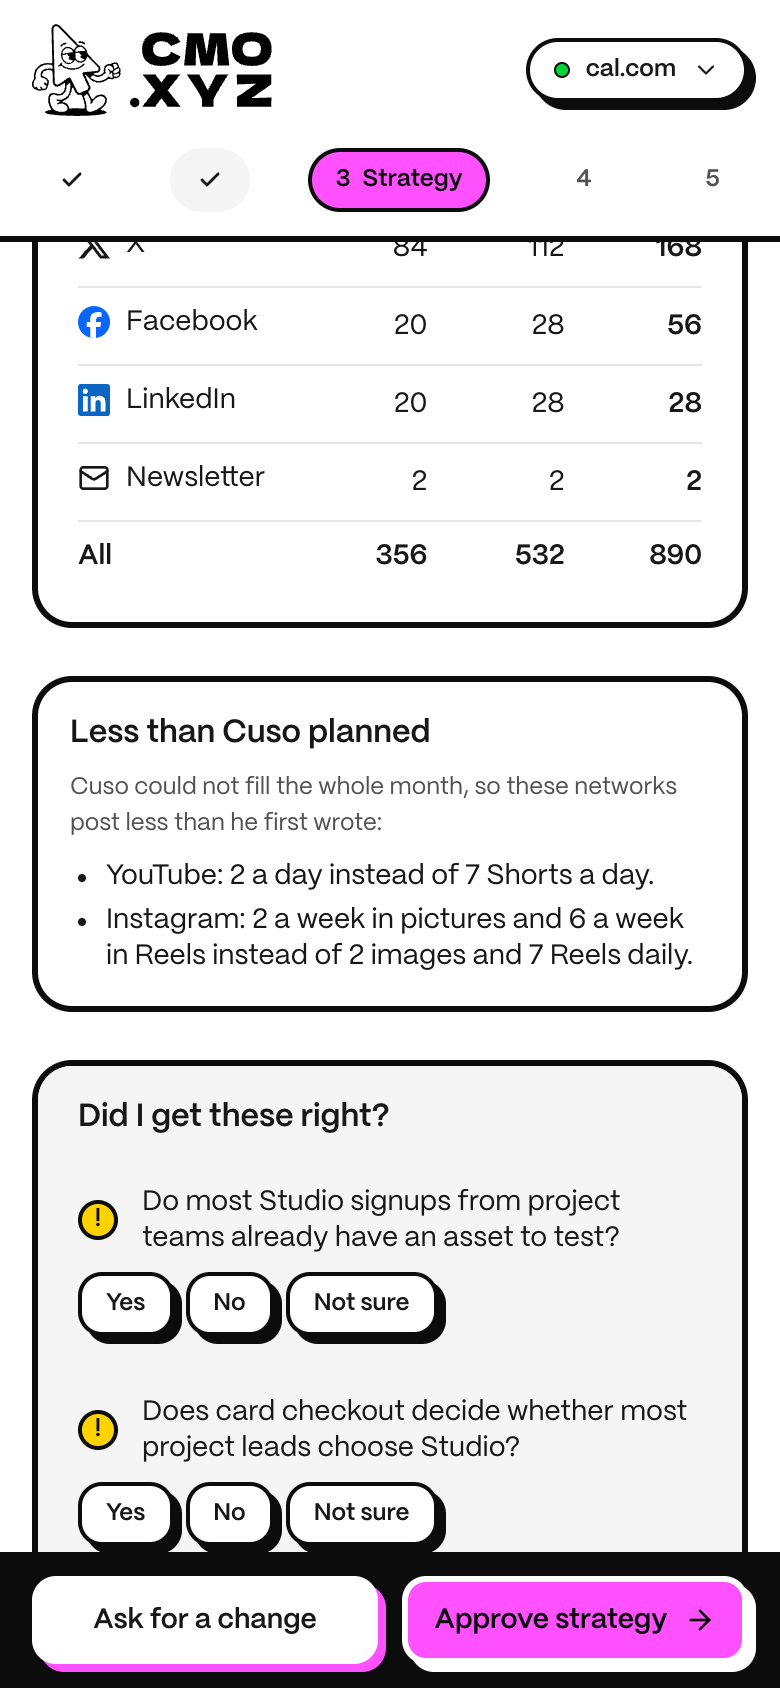 CMO
.XYZ
cal.com
3 Strategy
4
5
X 84 112 168
Facebook 20 28 56
LinkedIn 20 28 28
Newsletter 2 2 2
All 356 532 890
Less than Cuso planned
Cuso could not fill the whole month, so these networks
post less than he first wrote:
• YouTube: 2 a day instead of 7 Shorts a day.
• Instagram: 2 a week in pictures and 6 a week
in Reels instead of 2 images and 7 Reels daily.
Did I get these right?
! Do most Studio signups from project
teams already have an asset to test?
Yes No Not sure
! Does card checkout decide whether most
project leads choose Studio?
Yes No Not sure
Ask for a change
Approve strategy →